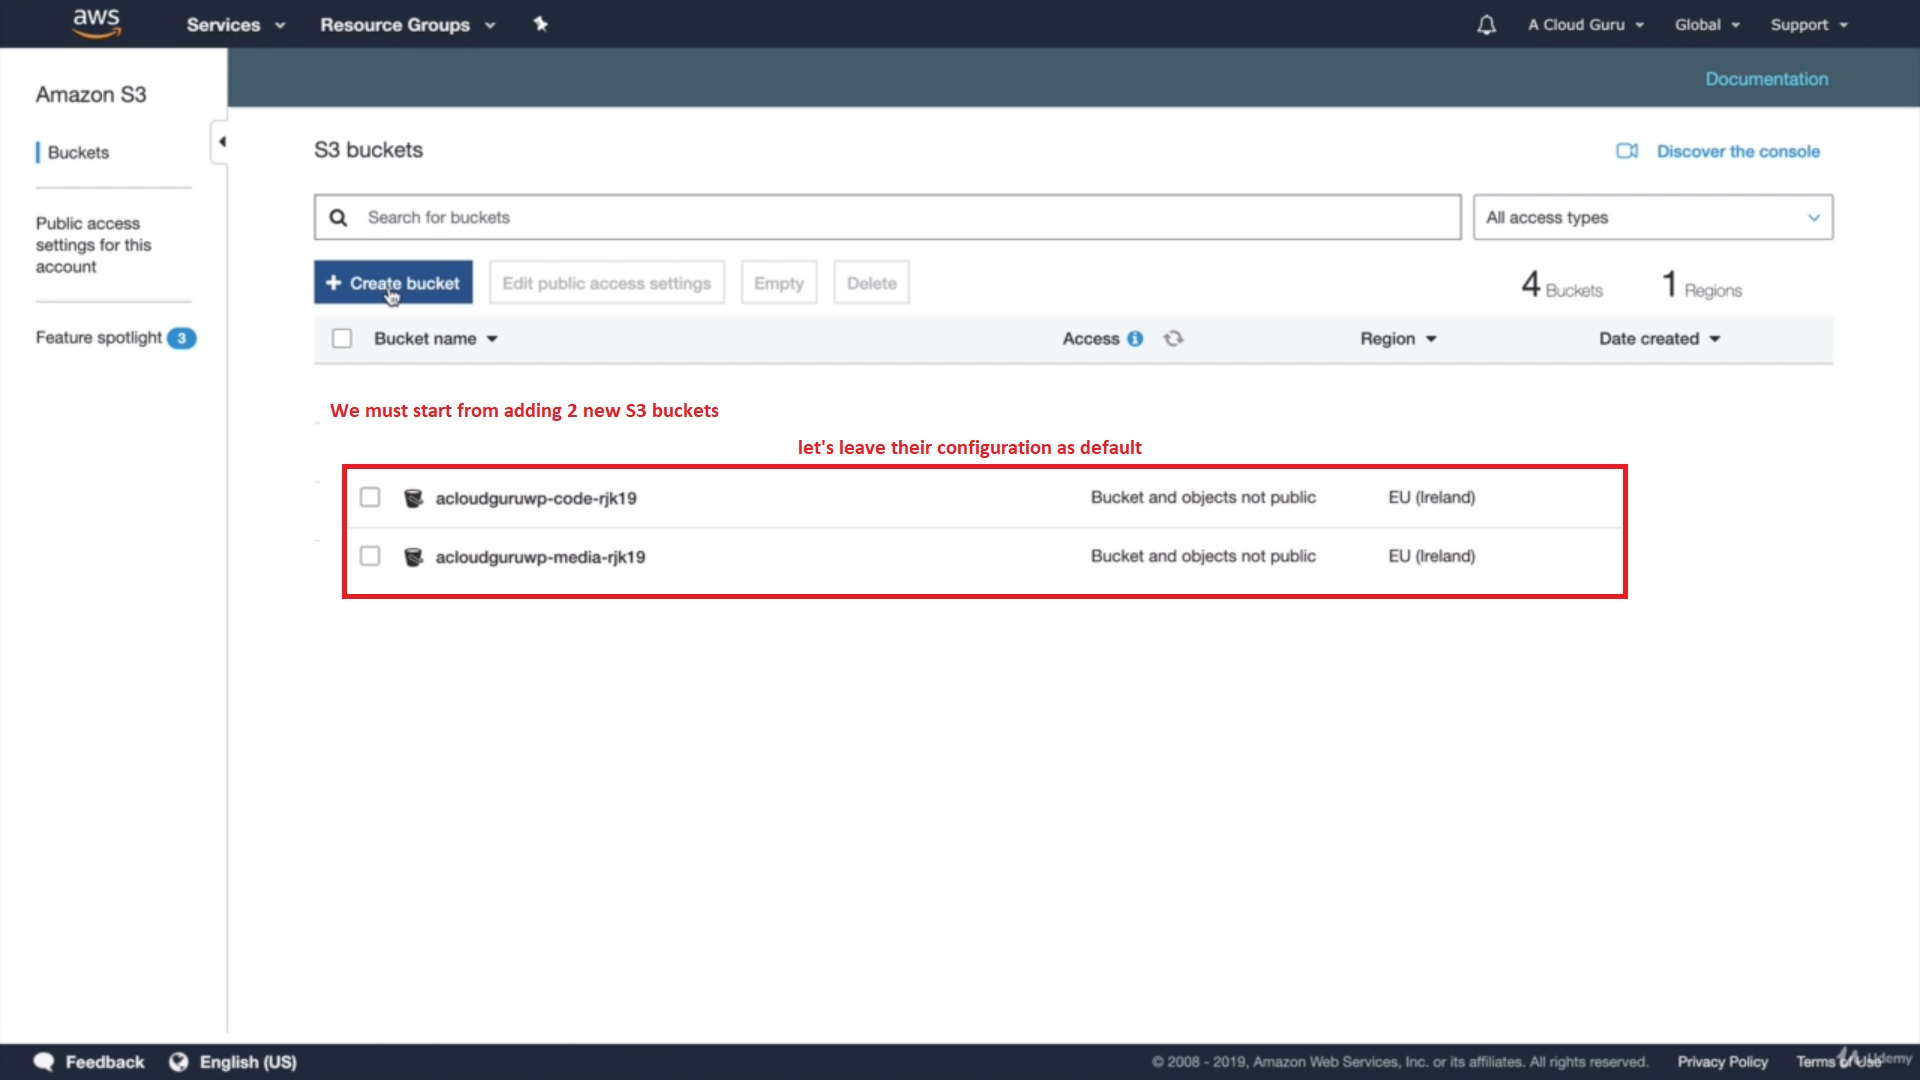 aws Services Resource Groups A Cloud Guru Global Support
Amazon S3
Documentation
Buckets
Public access
settings for this
account
Feature spotlight 3
S3 buckets
Discover the console
Search for buckets
All access types
+ Create bucket Edit public access settings Empty Delete
4 Buckets 1 Regions
Bucket name Access Region Date created
We must start from adding 2 new S3 buckets
let's leave their configuration as default
acloudguruwp-code-rjk19 Bucket and objects not public EU (Ireland)
acloudguruwp-media-rjk19 Bucket and objects not public EU (Ireland)
Feedback English (US)
© 2008 - 2019, Amazon Web Services, Inc. or its affiliates. All rights reserved. Privacy Policy Terms of Use
Udemy